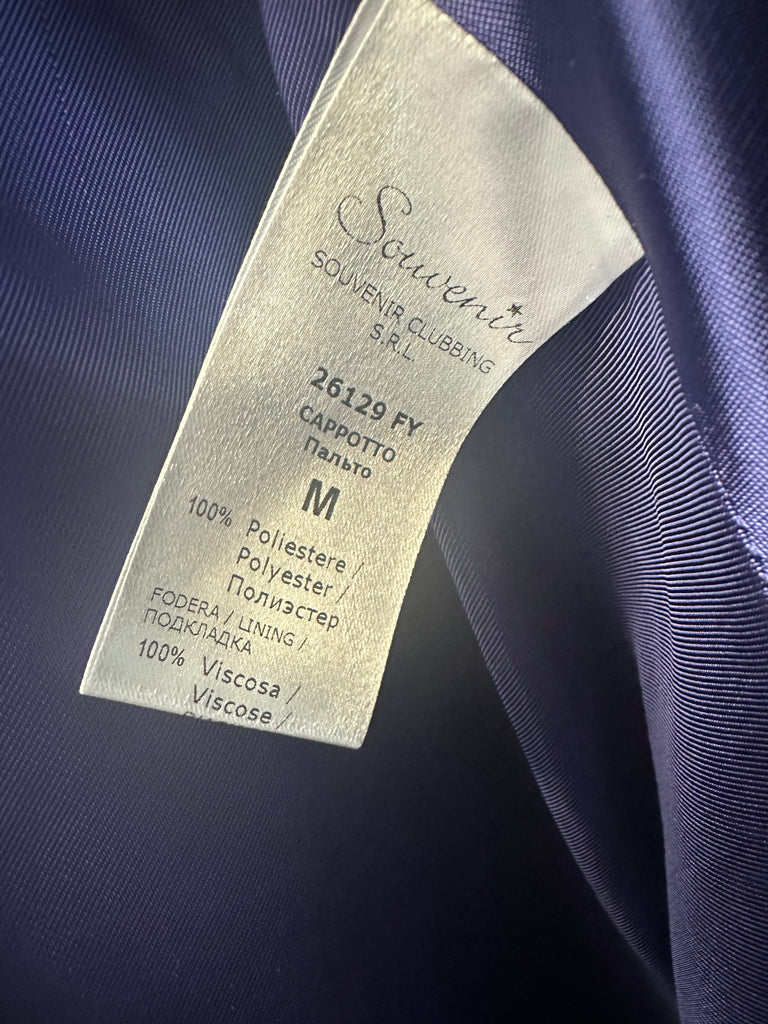 Souvenir
SOUVENIR CLUBBING
S.R.L
26129 FY
CAPPOTTO
Пальто
M
100% Poliestere /
Polyester /
Полиэстер
FODERA / LINING /
ПОДКЛАДКА
100% Viscosa /
Viscose /